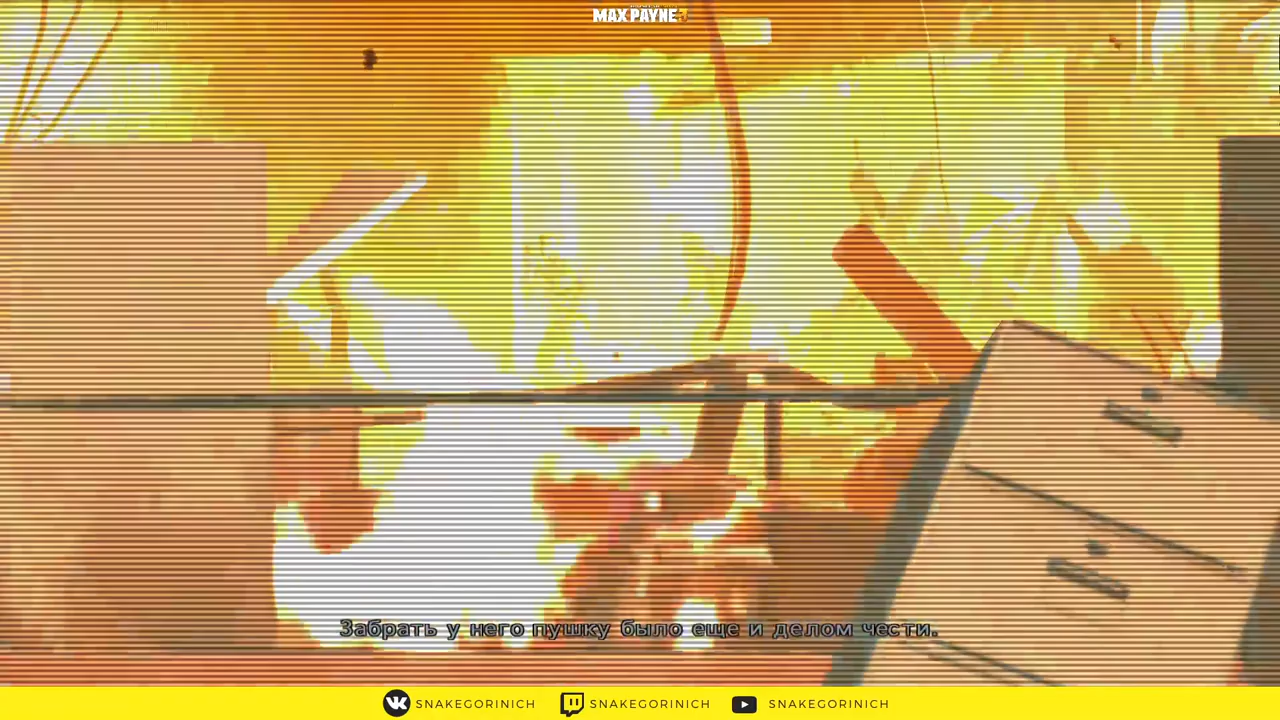 MAX PAYNE 3
Забрать у него пушку было еще и делом чести.
SNAKEGORINICH SNAKEGORINICH SNAKEGORINICH